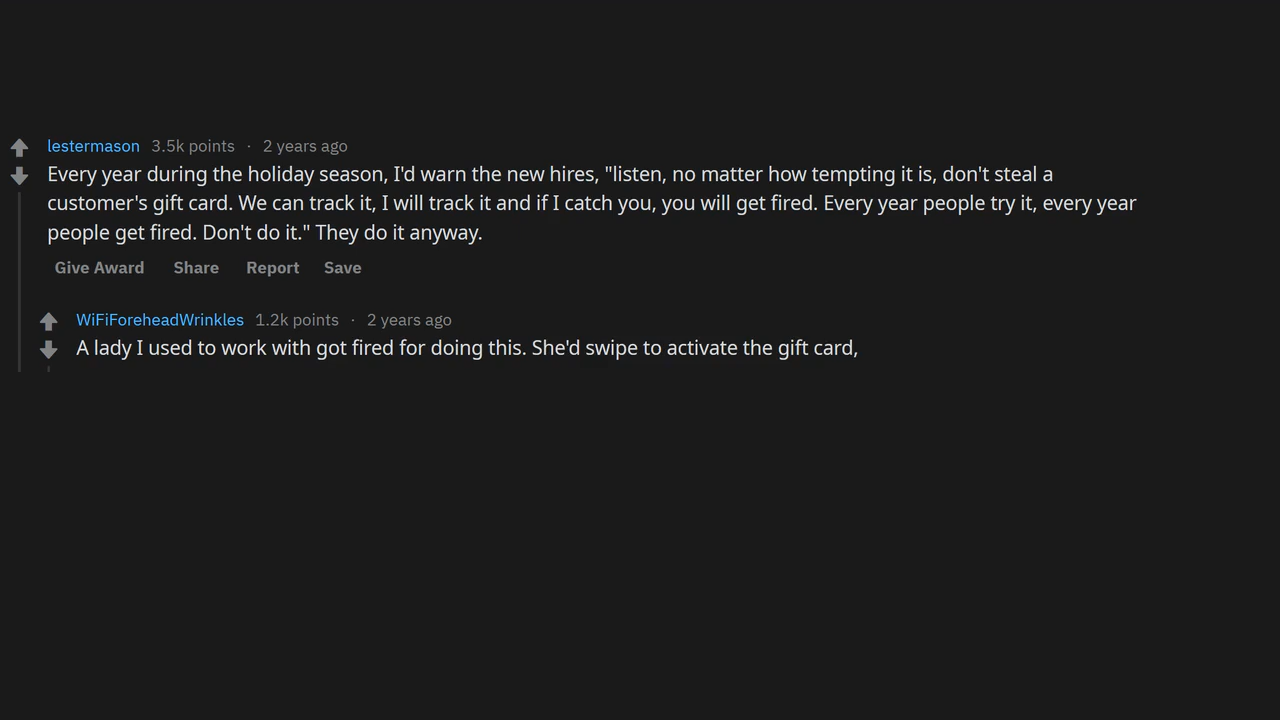 lestermason 3.5k points · 2 years ago
Every year during the holiday season, I'd warn the new hires, "listen, no matter how tempting it is, don't steal a
customer's gift card. We can track it, I will track it and if I catch you, you will get fired. Every year people try it, every year
people get fired. Don't do it." They do it anyway.
Give Award Share Report Save
WiFiForeheadWrinkles 1.2k points · 2 years ago
A lady I used to work with got fired for doing this. She'd swipe to activate the gift card,